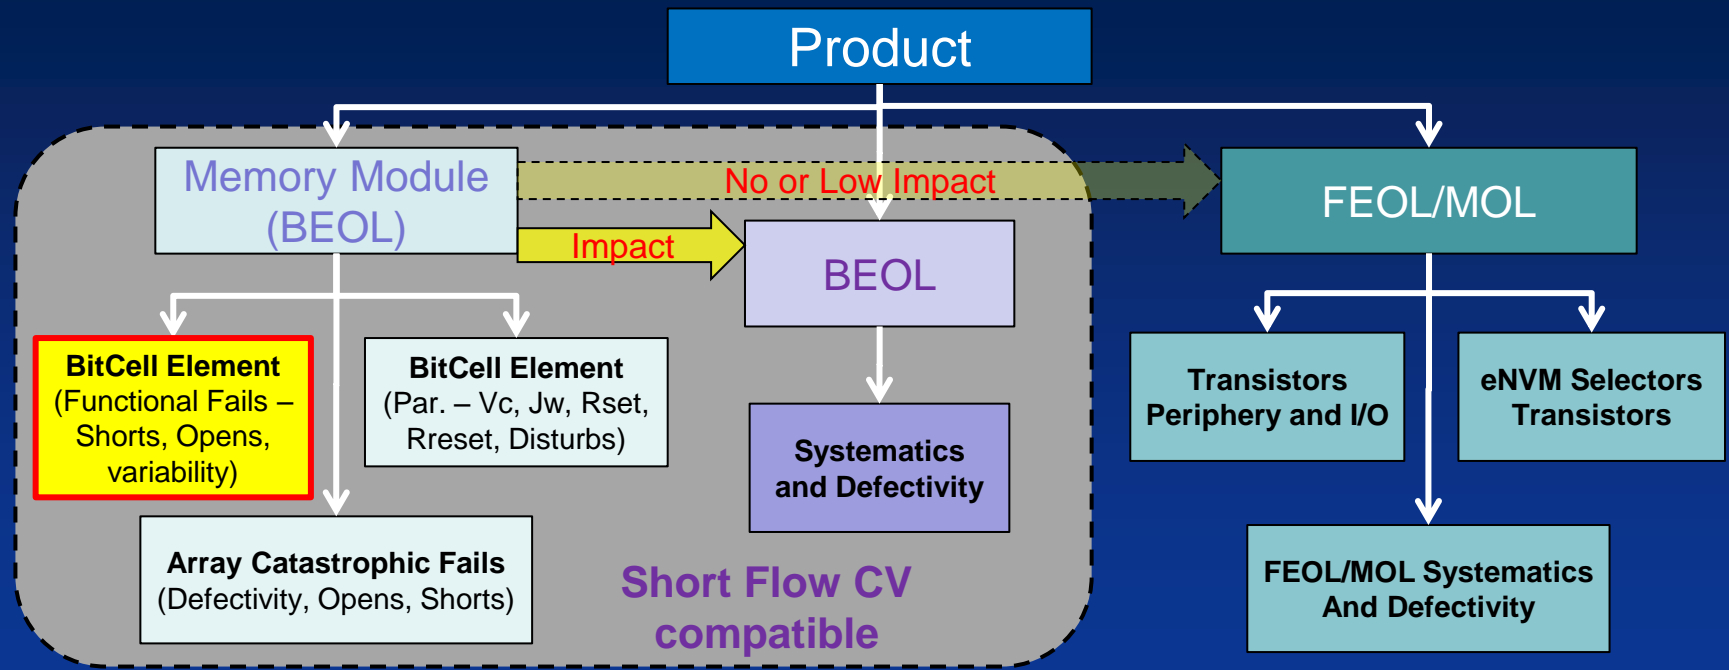 Product
Memory Module
(BEOL)
No or Low Impact
FEOL/MOL
Impact
BEOL
BitCell Element
(Functional Fails –
Shorts, Opens,
variability)
BitCell Element
(Par. – Vc, Jw, Rset,
Rreset, Disturbs)
Transistors
Periphery and I/O
eNVM Selectors
Transistors
Systematics
and Defectivity
Array Catastrophic Fails
(Defectivity, Opens, Shorts)
FEOL/MOL Systematics
And Defectivity
Short Flow CV
compatible